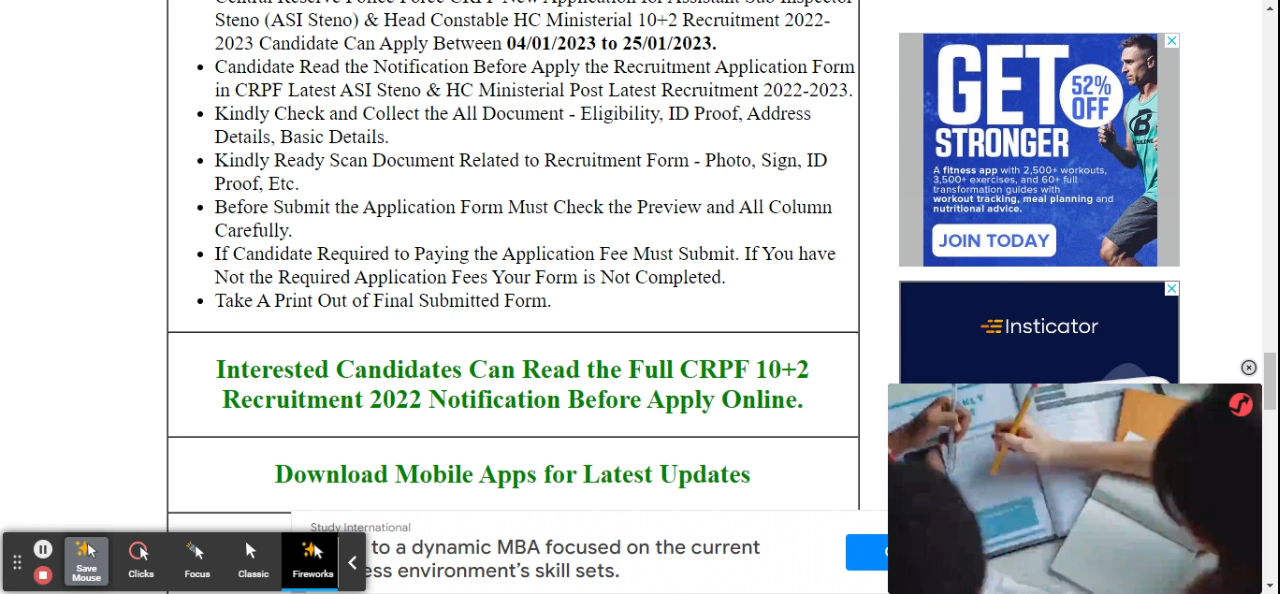 Central Reserve Police Force CRPF New Application for Assistant Sub Inspector
Steno (ASI Steno) & Head Constable HC Ministerial 10+2 Recruitment 2022-
2023 Candidate Can Apply Between 04/01/2023 to 25/01/2023.
Candidate Read the Notification Before Apply the Recruitment Application Form
in CRPF Latest ASI Steno & HC Ministerial Post Latest Recruitment 2022-2023.
Kindly Check and Collect the All Document - Eligibility, ID Proof, Address
Details, Basic Details.
Kindly Ready Scan Document Related to Recruitment Form - Photo, Sign, ID
Proof, Etc.
Before Submit the Application Form Must Check the Preview and All Column
Carefully.
If Candidate Required to Paying the Application Fee Must Submit. If You have
Not the Required Application Fees Your Form is Not Completed.
Take A Print Out of Final Submitted Form.
Interested Candidates Can Read the Full CRPF 10+2
Recruitment 2022 Notification Before Apply Online.
Download Mobile Apps for Latest Updates
GET
52%
OFF
STRONGER
A fitness app with 2,500+ workouts,
3,500+ exercises, and 60+ full
transformation guides with
workout tracking, meal planning and
nutritional advice.
JOIN TODAY
Insticator
Study International
to a dynamic MBA focused on the current
ess environment's skill sets.
Save
Mouse
Clicks
Focus
Classic
Fireworks